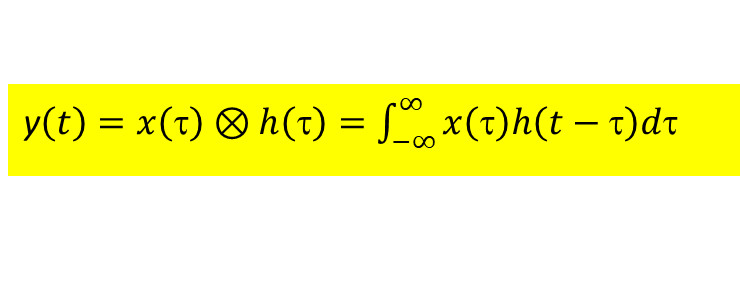 y(t) = x(τ) ⊗ h(τ) = ∫_{−∞}^{∞} x(τ)h(t − τ)dτ